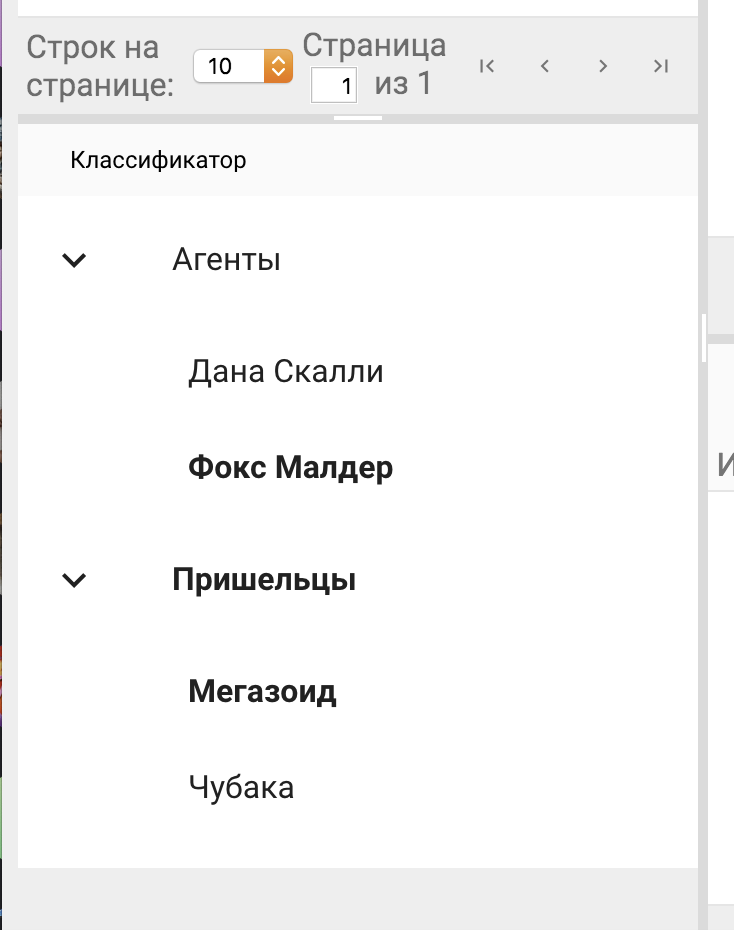 Строк на
странице:
10
Страница
1 из 1
Классификатор
Агенты
Дана Скалли
Фокс Малдер
Пришельцы
Мегазоид
Чубака
И